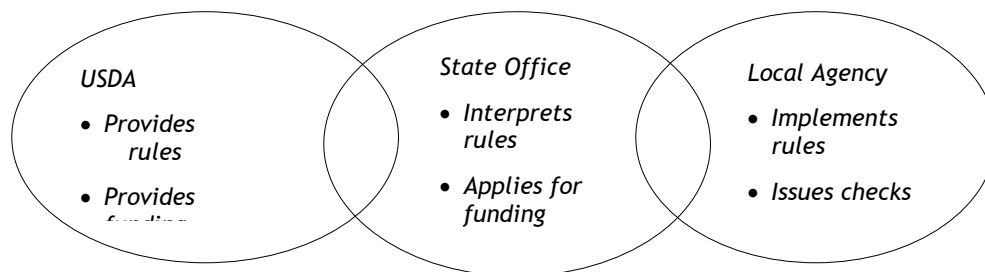 USDA
• Provides
rules
• Provides
State Office
• Interprets
rules
• Applies for
funding
Local Agency
• Implements
rules
• Issues checks